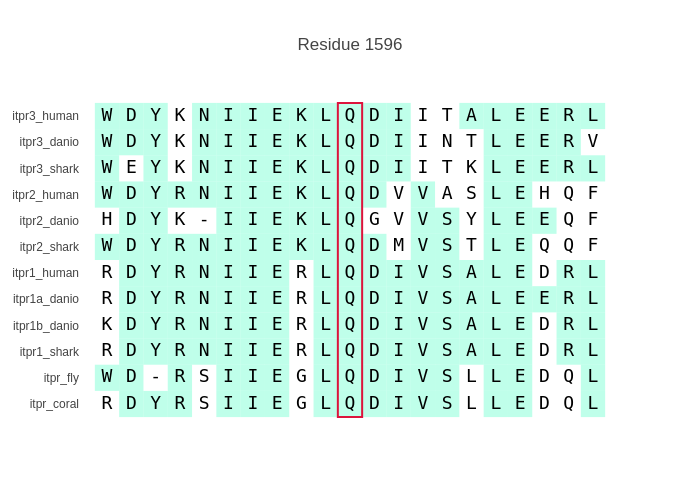 Residue 1596
itpr3_human W D Y K N I I E K L Q D I I T A L E E R L
itpr3_danio W D Y K N I I E K L Q D I I N T L E E R V
itpr3_shark W E Y K N I I E K L Q D I I T K L E E R L
itpr2_human W D Y R N I I E K L Q D V V A S L E H Q F
itpr2_danio H D Y K - I I E K L Q G V V S Y L E E Q F
itpr2_shark W D Y R N I I E K L Q D M V S T L E Q Q F
itpr1_human R D Y R N I I E R L Q D I V S A L E D R L
itpr1a_danio R D Y R N I I E R L Q D I V S A L E E R L
itpr1b_danio K D Y R N I I E R L Q D I V S A L E D R L
itpr1_shark R D Y R N I I E R L Q D I V S A L E D R L
itpr_fly W D - R S I I E G L Q D I V S L L E D Q L
itpr_coral R D Y R S I I E G L Q D I V S L L E D Q L